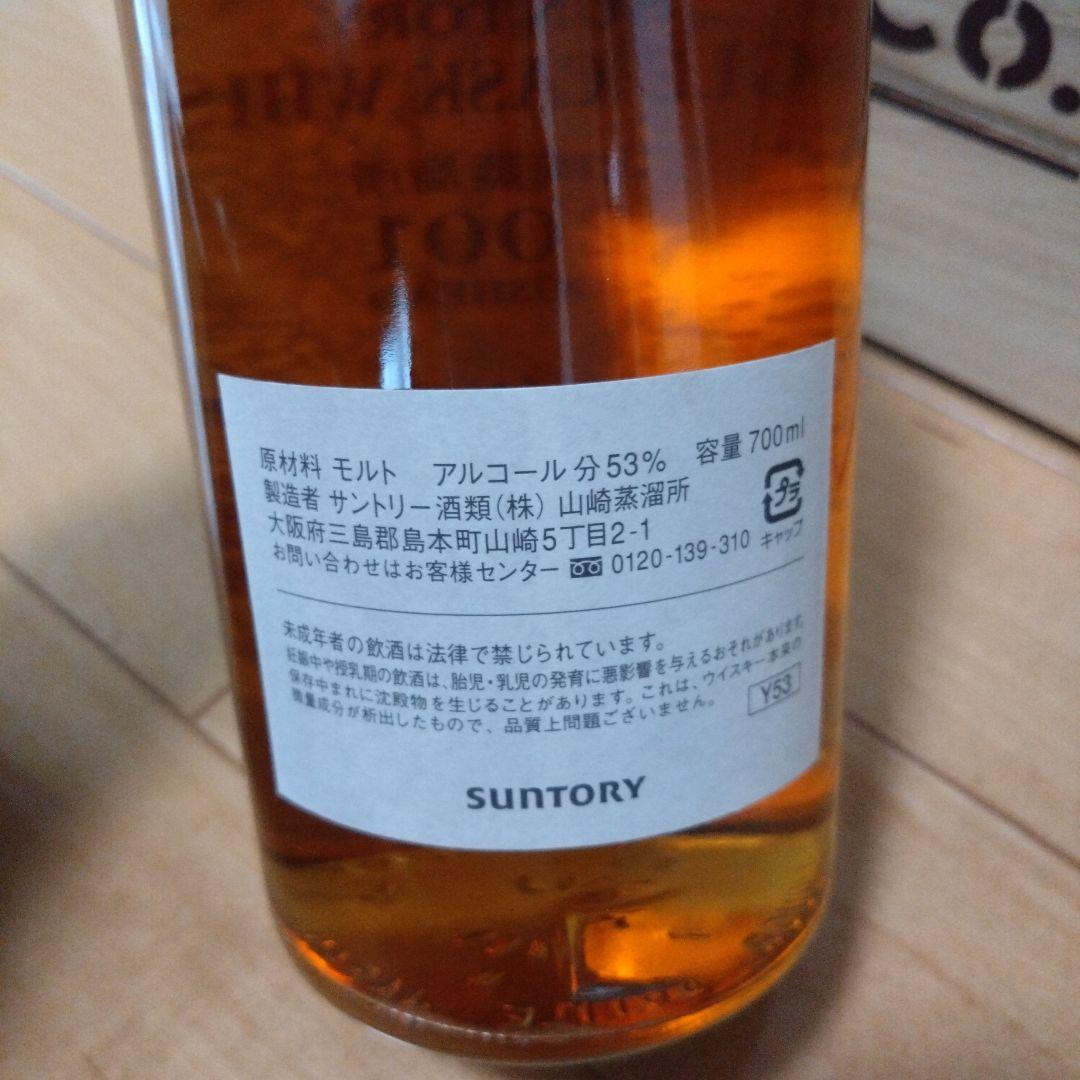 CO.
CASK
001
原材料 モルト アルコール分53% 容量 700ml
製造者 サントリー酒類(株) 山崎蒸溜所
大阪府三島郡島本町山崎5丁目2-1
お問い合わせはお客様センター 0120-139-310
プラ
キャップ
未成年者の飲酒は法律で禁じられています。
妊娠中や授乳期の飲酒は、胎児・乳児の発育に悪影響を与えるおそれがあります。
保存中まれに沈殿物を生じることがあります。これは、ウイスキー本来の
微量成分が析出したもので、品質上問題ございません。
Y53
SUNTORY